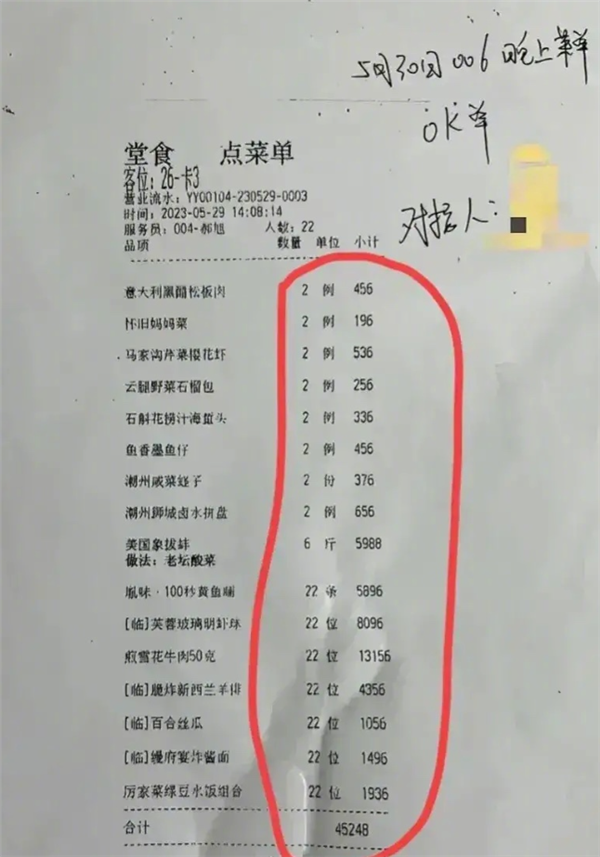 5月30日006晚上菜单
OK单
对接人:
堂食 点菜单
客位: 26-卡3
营业流水: YY00104-230529-0003
时间: 2023-05-29 14:08:14
服务员: 004-郝旭 人数: 22
品項 数量 单位 小计
意大利黑醋松板肉 2 例 456
怀旧妈妈菜 2 例 196
马家沟芹菜樱花虾 2 例 536
云腿野菜石榴包 2 例 256
石斛花捞汁海蜇头 2 例 336
鱼香墨鱼仔 2 例 456
潮州咸菜蛏子 2 份 376
潮州狮城卤水拼盘 2 例 656
美国象拔蚌 6 斤 5988
做法: 老坛酸菜
風味·100秒黄鱼 22 条 5896
[临]芙蓉玻璃明虾球 22 位 8096
煎雪花牛肉50克 22 位 13156
[临]脆炸新西兰羊排 22 位 4356
[临]百合丝瓜 22 位 1056
[临]馒府宴炸酱面 22 位 1496
厉家菜绿豆水饭组合 22 位 1936
合计 45248